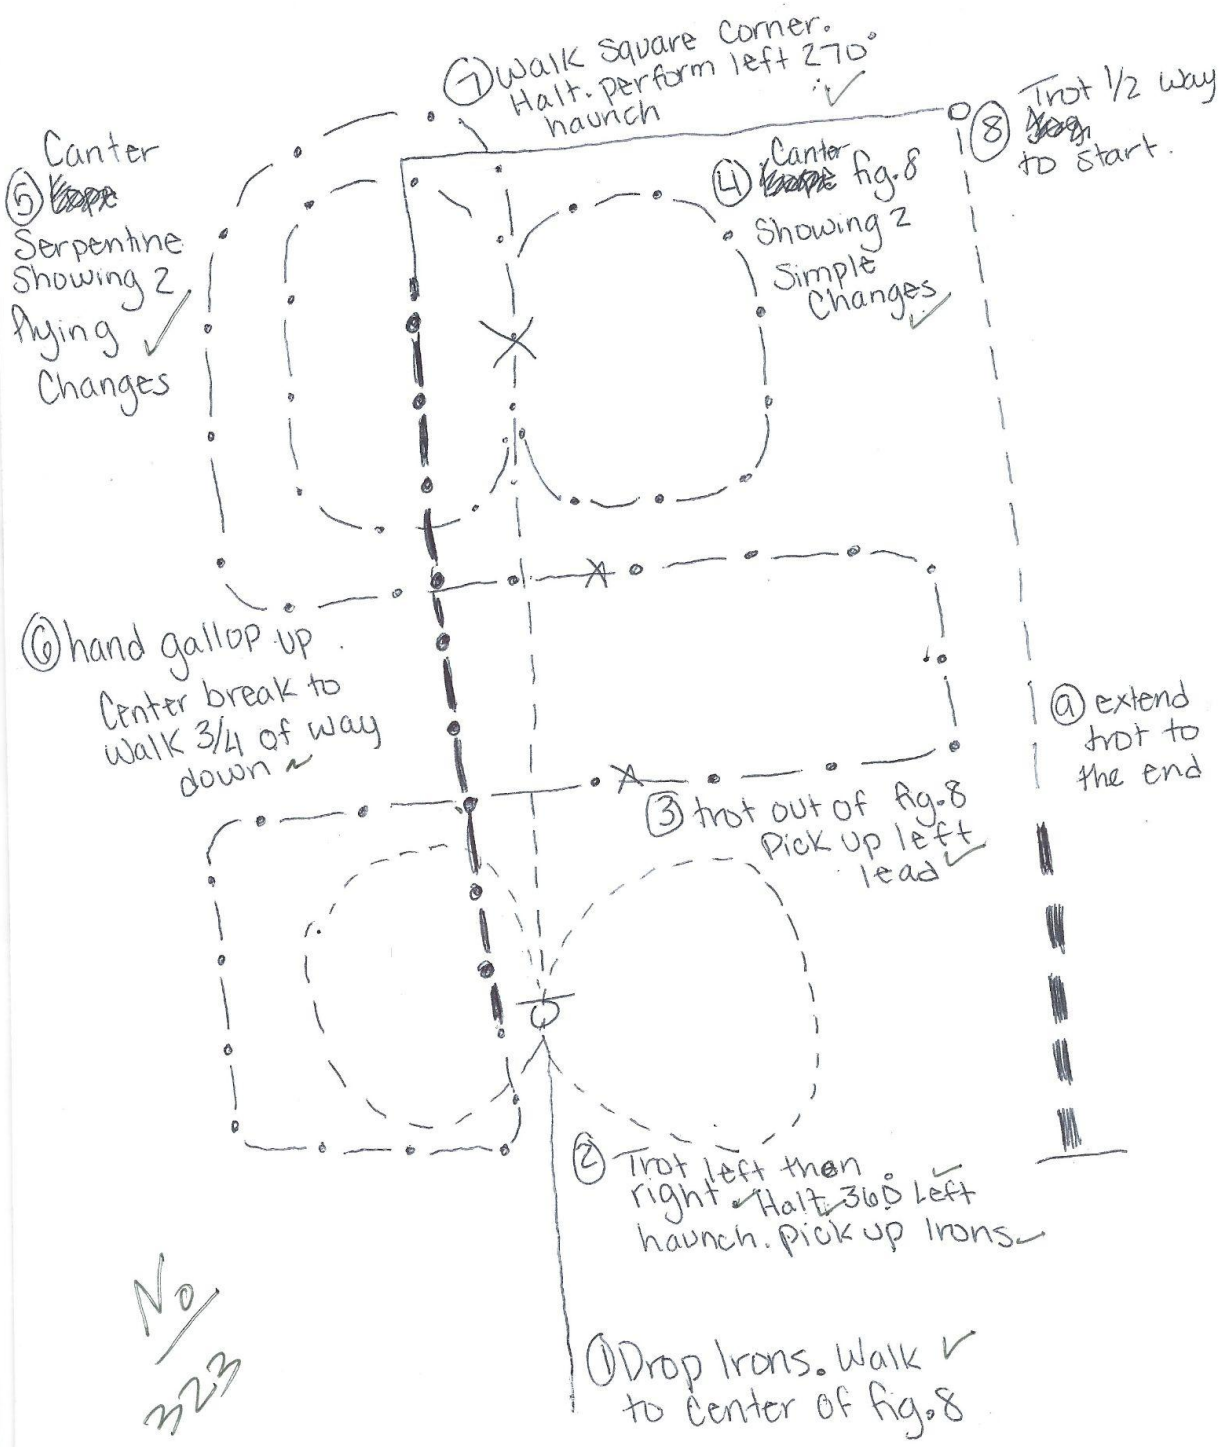 ⑦ Walk Square Corner.
Halt. perform left 270°
haunch
⑧ Trot 1/2 way
to start.
Canter
⑤
Serpentine
Showing 2
flying
Changes
Canter
④ fig.8
Showing 2
Simple
Changes
⑥ hand gallop up
Center break to
Walk 3/4 of way
down
⑨ extend
trot to
the end
③ trot out of fig.8
Pick up left
lead
② Trot left then
right. Halt. 360° Left
haunch. pick up Irons
① Drop Irons. Walk
to center of fig.8
No
323